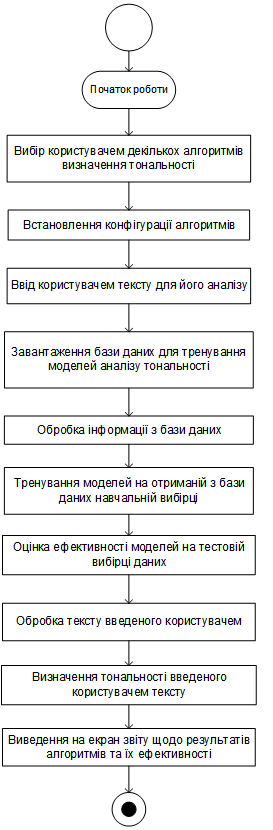 Початок роботи
Вибір користувачем декількох алгоритмів
визначення тональності
Встановлення конфігурації алгоритмів
Ввід користувачем тексту для його аналізу
Завантаження бази даних для тренування
моделей аналізу тональності
Обробка інформації з бази даних
Тренування моделей на отриманій з бази
даних навчальній вибірці
Оцінка ефективності моделей на тестовій
вибірці даних
Обробка тексту введеного користувачем
Визначення тональності введеного
користувачем тексту
Виведення на екран звіту щодо результатів
алгоритмів та їх ефективності